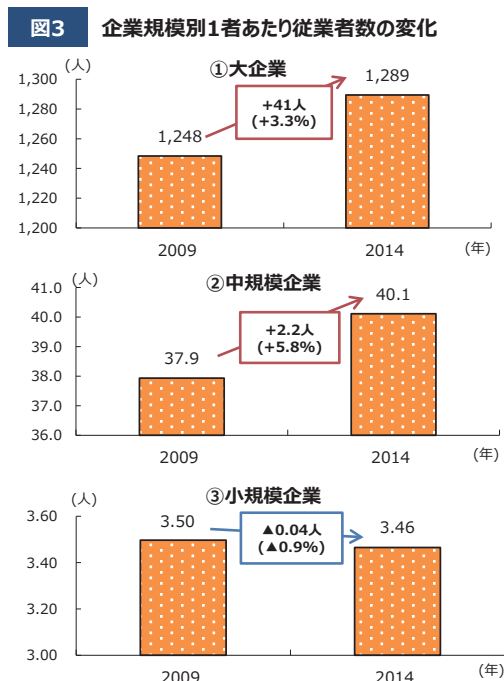 図3 企業規模別1者あたり従業者数の変化
(人)
①大企業
1,300
1,280
1,260
1,240
1,220
1,200
1,248
+41人
(+3.3%)
1,289
2009
2014
(年)
(人)
②中規模企業
41.0
40.0
39.0
38.0
37.0
36.0
37.9
+2.2人
(+5.8%)
40.1
2009
2014
(年)
(人)
③小規模企業
3.60
3.40
3.20
3.00
3.50
▲0.04人
(▲0.9%)
3.46
2009
2014
(年)